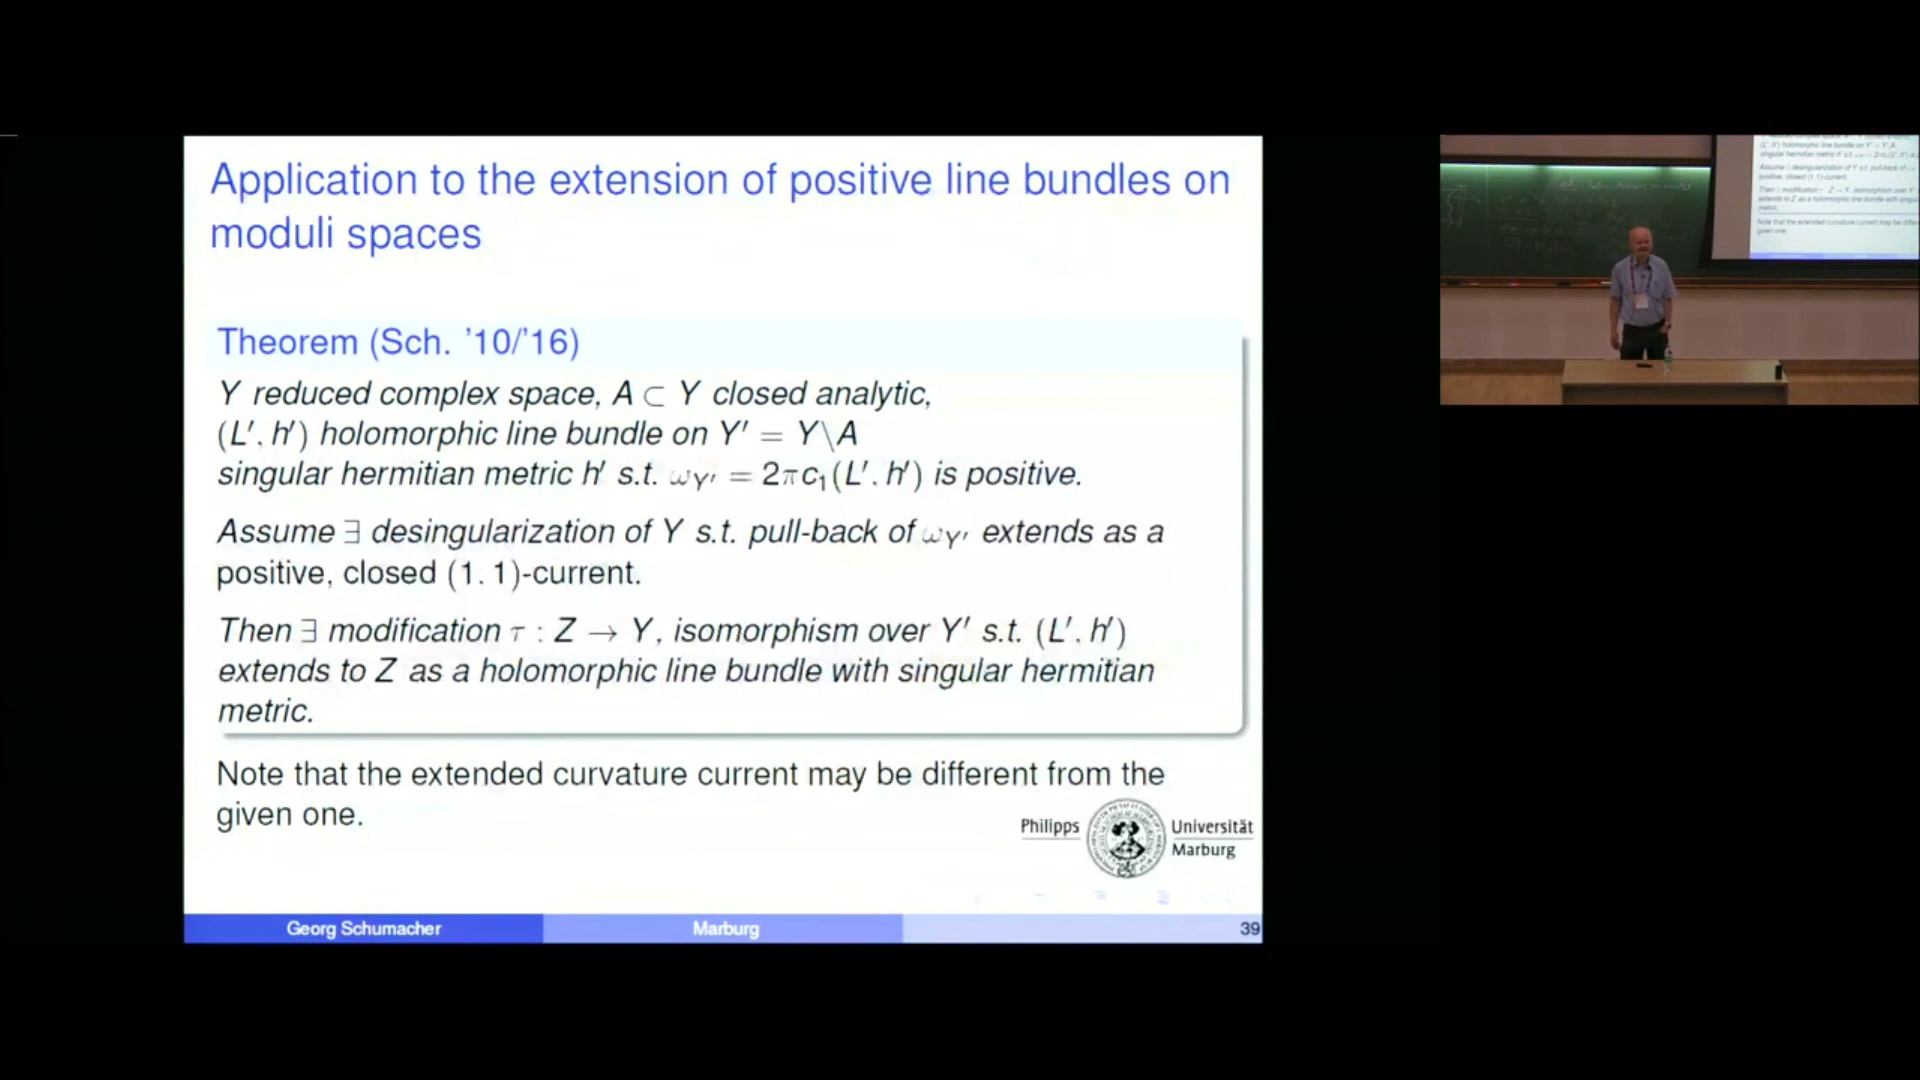 Application to the extension of positive line bundles on
moduli spaces
Theorem (Sch. ’10/’16)
Y reduced complex space, A ⊂ Y closed analytic,
(L′, h′) holomorphic line bundle on Y′ = Y\A
singular hermitian metric h′ s.t. ω_Y′ = 2πc₁(L′, h′) is positive.
Assume ∃ desingularization of Y s.t. pull-back of ω_Y′ extends as a
positive, closed (1, 1)-current.
Then ∃ modification τ : Z → Y, isomorphism over Y′ s.t. (L′, h′)
extends to Z as a holomorphic line bundle with singular hermitian
metric.
Note that the extended curvature current may be different from the
given one.
Philipps Universität
Marburg
Georg Schumacher Marburg 39